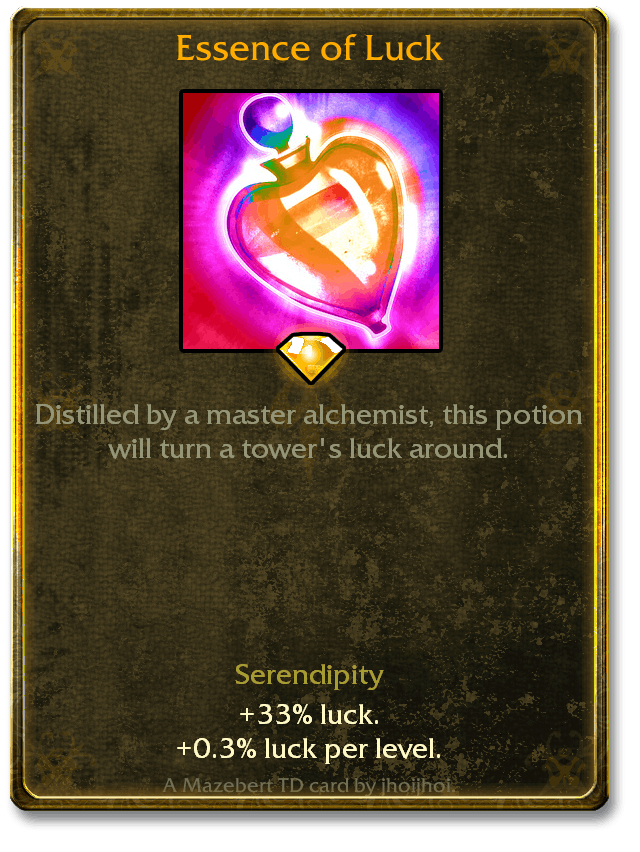 Essence of Luck
Distilled by a master alchemist, this potion
will turn a tower's luck around.
Serendipity
+33% luck.
+0.3% luck per level.
A Mazebert TD card by jhoijhoi.